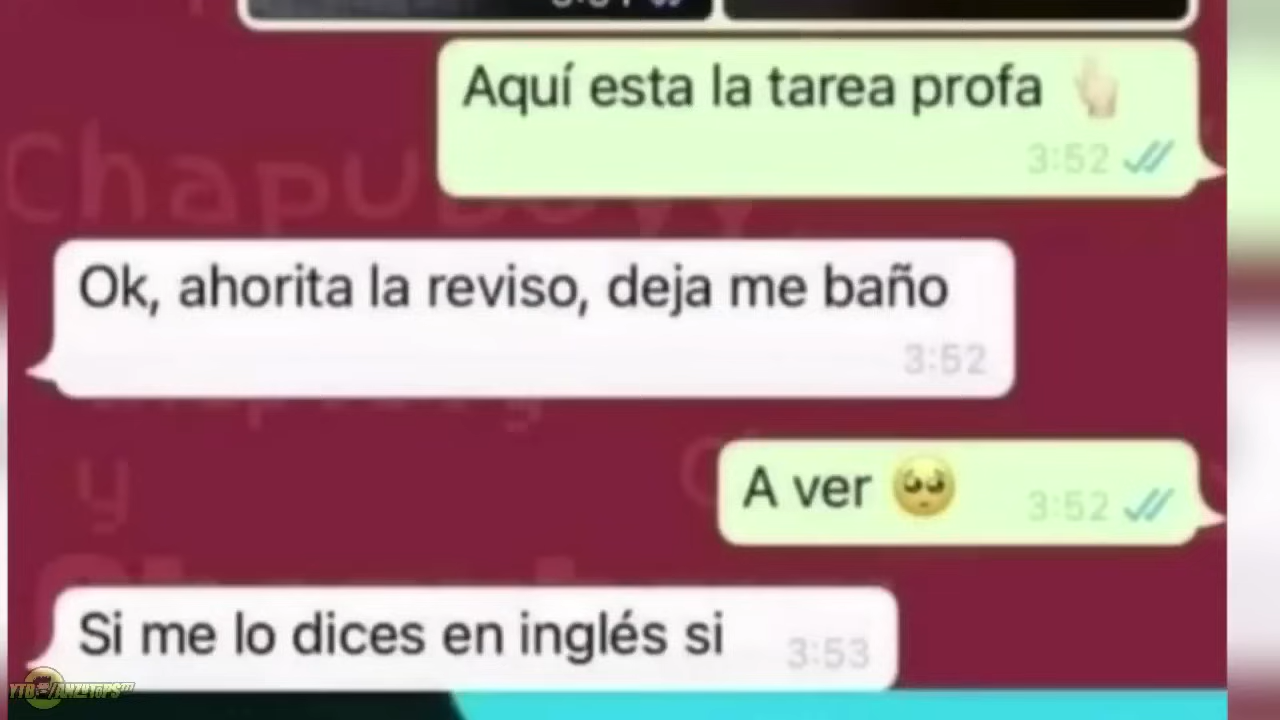 Aquí esta la tarea profa 👆🏻
3:52
Ok, ahorita la reviso, deja me baño
3:52
A ver 🥺
3:52
Si me lo dices en inglés si
3:53